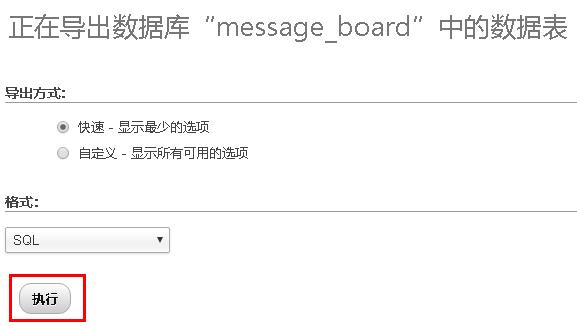 正在导出数据库“message_board”中的数据表
导出方式:
快速 - 显示最少的选项
自定义 - 显示所有可用的选项
格式:
SQL
执行